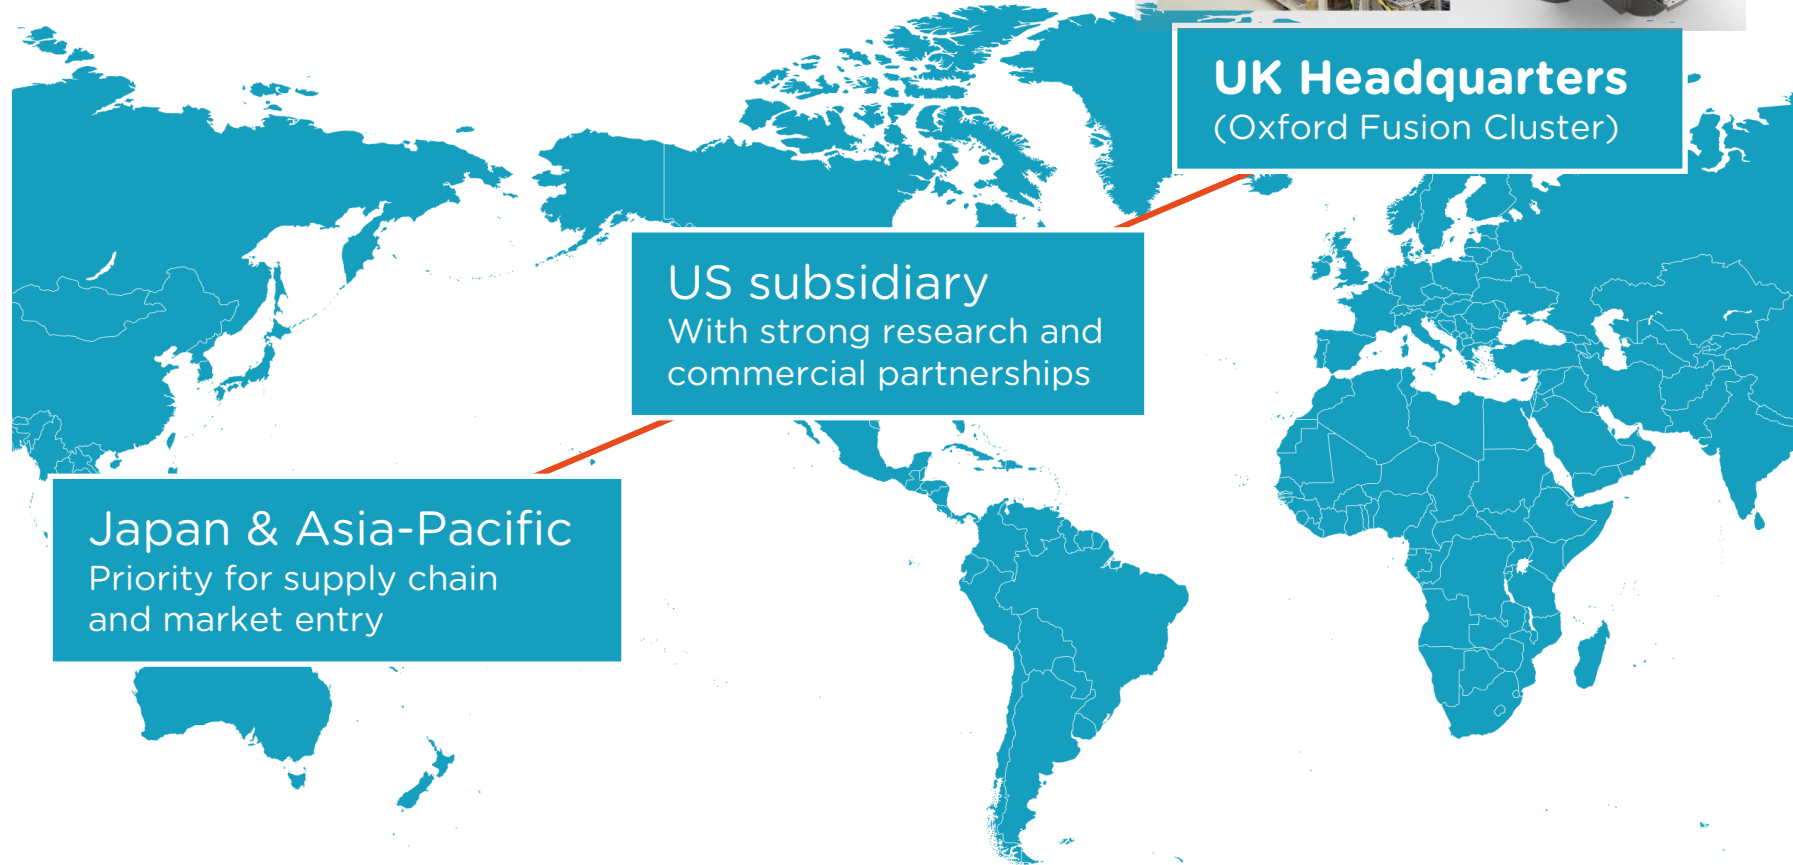 UK Headquarters
(Oxford Fusion Cluster)
US subsidiary
With strong research and
commercial partnerships
Japan & Asia-Pacific
Priority for supply chain
and market entry